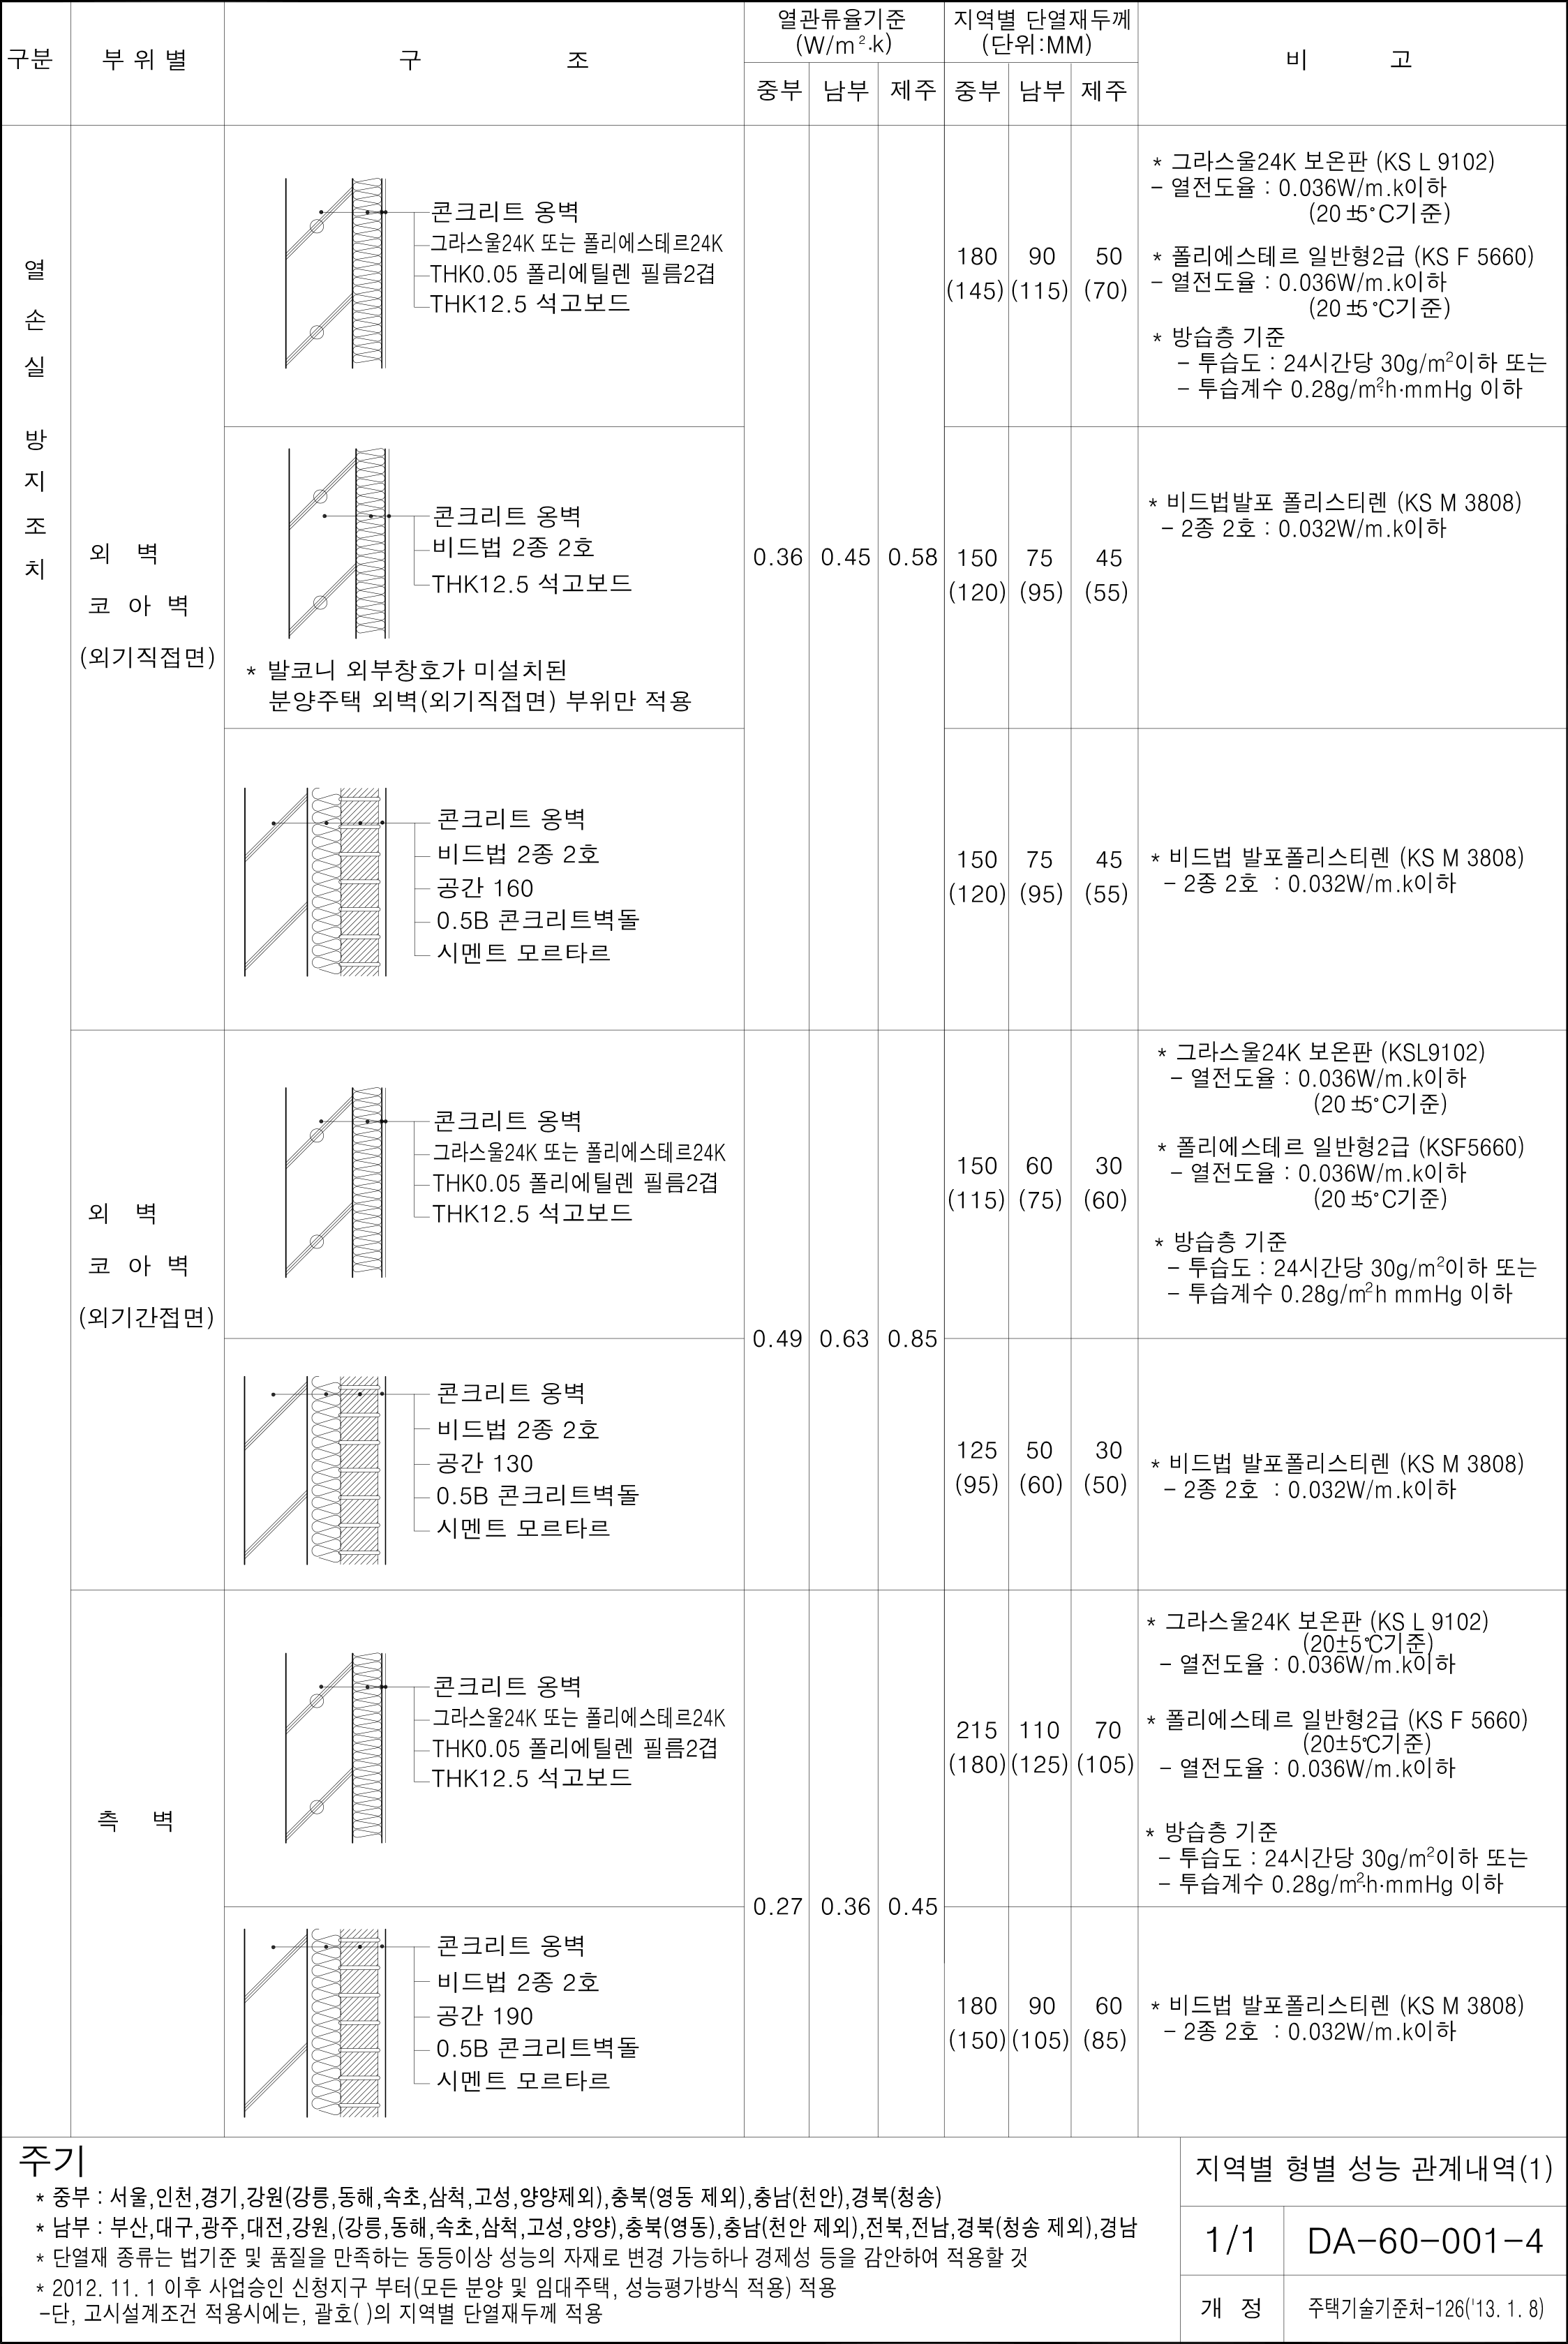 구분
부 위 별
구 조
열관류율기준
(W/m².k)
지역별 단열재두께
(단위:MM)
비 고
중부 남부 제주 중부 남부 제주
열손실 방지조치
외 벽
코 아 벽
(외기직접면)
콘크리트 옹벽
그라스울24K 또는 폴리에스테르24K
THK0.05 폴리에틸렌 필름2겹
THK12.5 석고보드
180 90 50
(145) (115) (70)
* 그라스울24K 보온판 (KS L 9102)
- 열전도율 : 0.036W/m.k이하
(20±5°C기준)
* 폴리에스테르 일반형2급 (KS F 5660)
- 열전도율 : 0.036W/m.k이하
(20±5°C기준)
* 방습층 기준
- 투습도 : 24시간당 30g/m²이하 또는
- 투습계수 0.28g/m²·h·mmHg 이하
콘크리트 옹벽
비드법 2종 2호
THK12.5 석고보드
* 발코니 외부창호가 미설치된
분양주택 외벽(외기직접면) 부위만 적용
0.36 0.45 0.58
150 75 45
(120) (95) (55)
* 비드법발포 폴리스티렌 (KS M 3808)
- 2종 2호 : 0.032W/m.k이하
콘크리트 옹벽
비드법 2종 2호
공간 160
0.5B 콘크리트벽돌
시멘트 모르타르
150 75 45
(120) (95) (55)
* 비드법 발포폴리스티렌 (KS M 3808)
- 2종 2호 : 0.032W/m.k이하
외 벽
코 아 벽
(외기간접면)
콘크리트 옹벽
그라스울24K 또는 폴리에스테르24K
THK0.05 폴리에틸렌 필름2겹
THK12.5 석고보드
0.49 0.63 0.85
150 60 30
(115) (75) (60)
* 그라스울24K 보온판 (KSL9102)
- 열전도율 : 0.036W/m.k이하
(20±5°C기준)
* 폴리에스테르 일반형2급 (KSF5660)
- 열전도율 : 0.036W/m.k이하
(20±5°C기준)
* 방습층 기준
- 투습도 : 24시간당 30g/m²이하 또는
- 투습계수 0.28g/m²h mmHg 이하
콘크리트 옹벽
비드법 2종 2호
공간 130
0.5B 콘크리트벽돌
시멘트 모르타르
125 50 30
(95) (60) (50)
* 비드법 발포폴리스티렌 (KS M 3808)
- 2종 2호 : 0.032W/m.k이하
측 벽
콘크리트 옹벽
그라스울24K 또는 폴리에스테르24K
THK0.05 폴리에틸렌 필름2겹
THK12.5 석고보드
0.27 0.36 0.45
215 110 70
(180) (125) (105)
* 그라스울24K 보온판 (KS L 9102)
(20±5°C기준)
- 열전도율 : 0.036W/m.k이하
* 폴리에스테르 일반형2급 (KS F 5660)
(20±5°C기준)
- 열전도율 : 0.036W/m.k이하
* 방습층 기준
- 투습도 : 24시간당 30g/m²이하 또는
- 투습계수 0.28g/m²·h·mmHg 이하
콘크리트 옹벽
비드법 2종 2호
공간 190
0.5B 콘크리트벽돌
시멘트 모르타르
180 90 60
(150) (105) (85)
* 비드법 발포폴리스티렌 (KS M 3808)
- 2종 2호 : 0.032W/m.k이하
주기
* 중부 : 서울,인천,경기,강원(강릉,동해,속초,삼척,고성,양양제외),충북(영동 제외),충남(천안),경북(청송)
* 남부 : 부산,대구,광주,대전,강원,(강릉,동해,속초,삼척,고성,양양),충북(영동),충남(천안 제외),전북,전남,경북(청송 제외),경남
* 단열재 종류는 법기준 및 품질을 만족하는 동등이상 성능의 자재로 변경 가능하나 경제성 등을 감안하여 적용할 것
* 2012. 11. 1 이후 사업승인 신청지구 부터(모든 분양 및 임대주택, 성능평가방식 적용) 적용
-단, 고시설계조건 적용시에는, 괄호( )의 지역별 단열재두께 적용
지역별 형별 성능 관계내역(1)
1/1 DA-60-001-4
개 정 주택기술기준처-126('13. 1. 8)